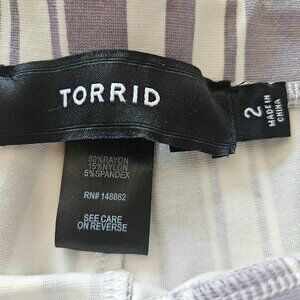 TORRID
2
MADE IN
CHINA
80%RAYON
15%NYLON
5%SPANDEX
RN# 148862
SEE CARE
ON REVERSE